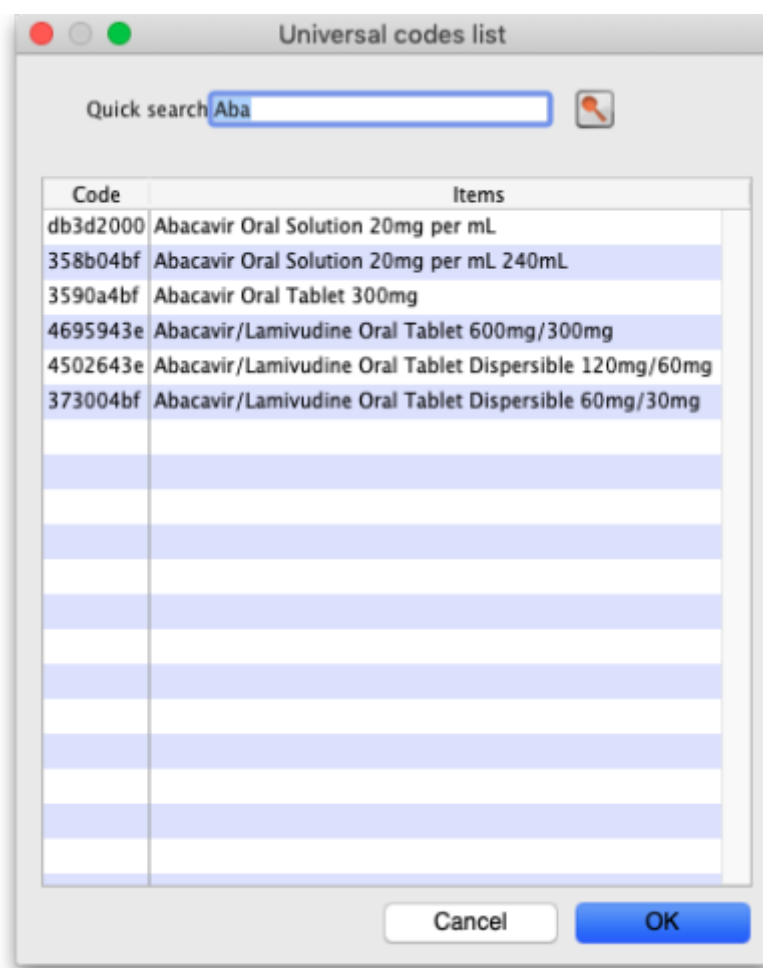 Universal codes list
Quick search Aba
Code Items
db3d2000 Abacavir Oral Solution 20mg per mL
358b04bf Abacavir Oral Solution 20mg per mL 240mL
3590a4bf Abacavir Oral Tablet 300mg
4695943e Abacavir/Lamivudine Oral Tablet 600mg/300mg
4502643e Abacavir/Lamivudine Oral Tablet Dispersible 120mg/60mg
373004bf Abacavir/Lamivudine Oral Tablet Dispersible 60mg/30mg
Cancel OK